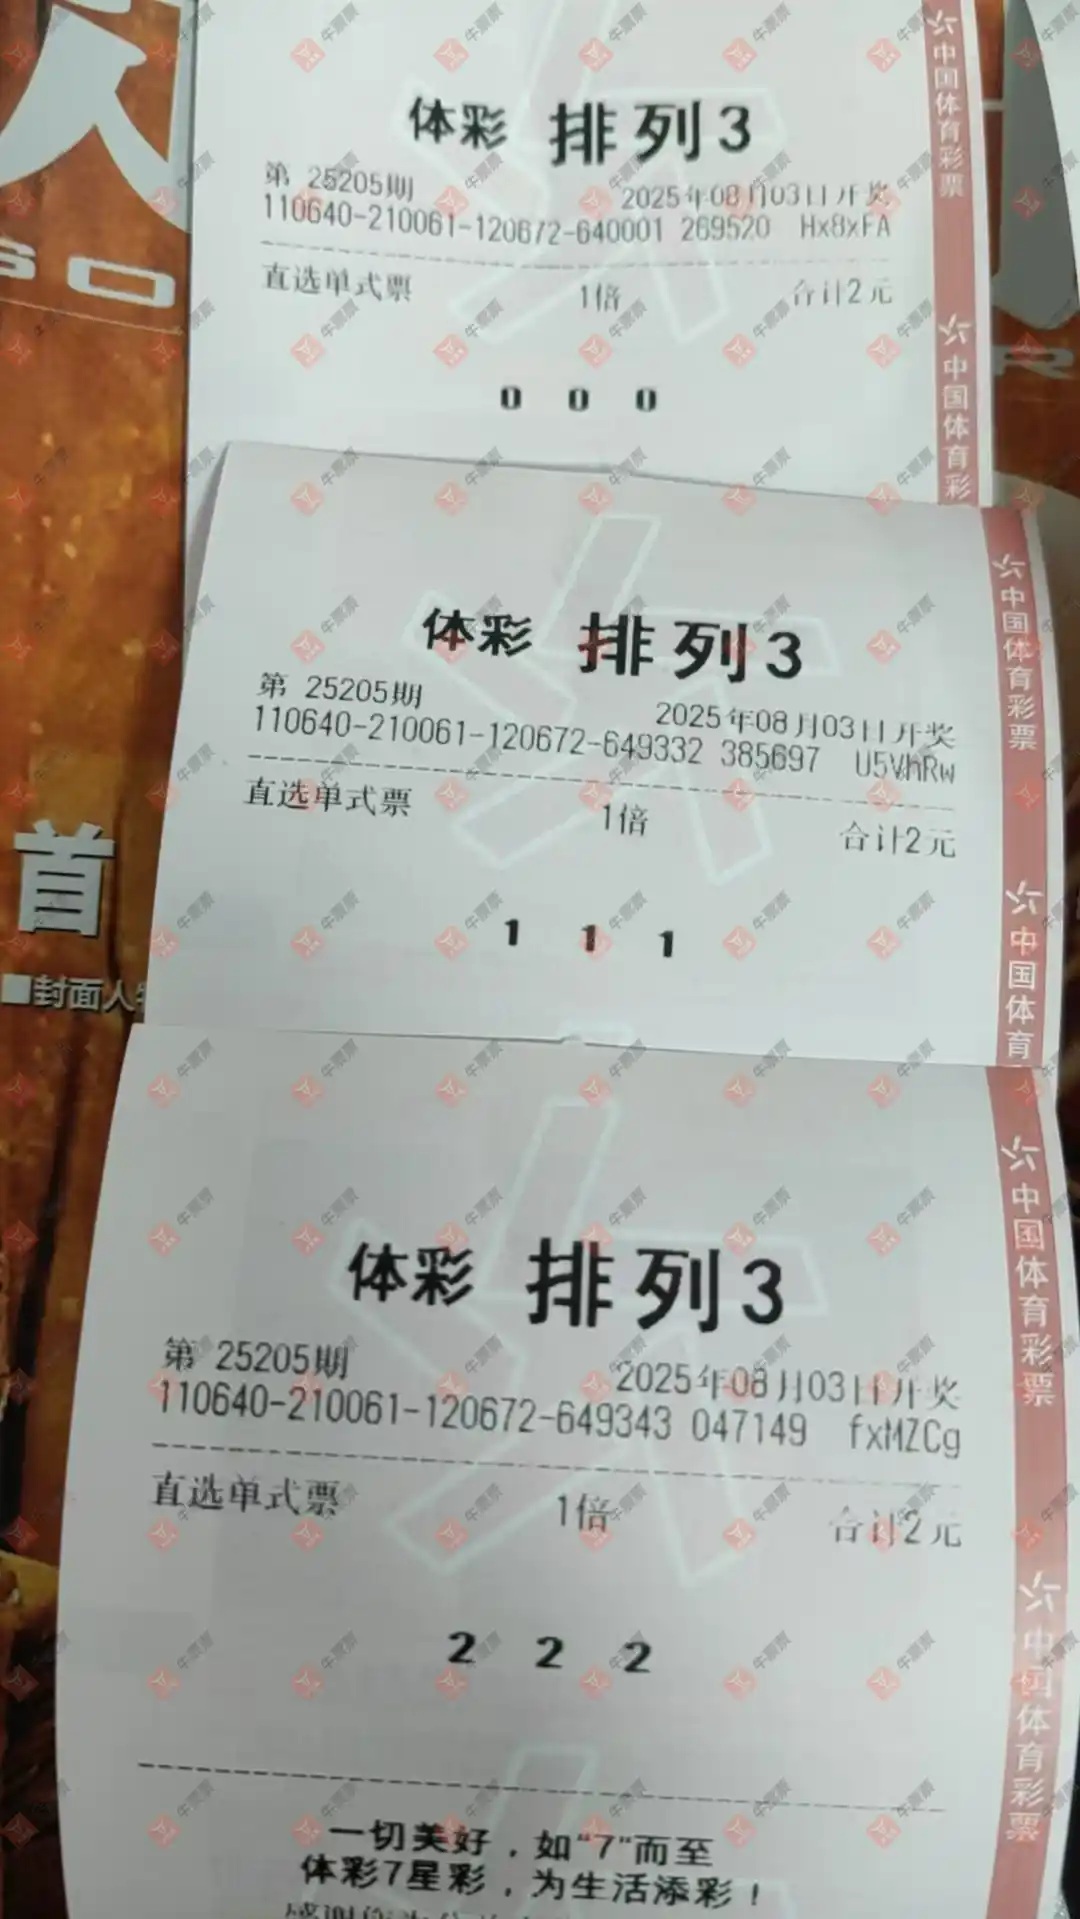 人
GO
体彩 排列3
第 25205期 2025年08月03日开奖
110640-210061-120672-640001 269520 Hx8xFA
直选单式票 1倍 合计2元
0 0 0
中国体育彩票
中国体育彩
R
体彩 排列3
第 25205期 2025年08月03日开奖
110640-210061-120672-649332 385697 U5VhRw
直选单式票 1倍 合计2元
1 1 1
中国体育彩票
中国体育
首
■封面人
体彩 排列3
第 25205期 2025年08月03日开奖
110640-210061-120672-649343 047149 fxMZCg
直选单式票 1倍 合计2元
2 2 2
一切美好，如“7”而至
体彩7星彩，为生活添彩！
中国体育彩票
中国体育彩票
牛票票